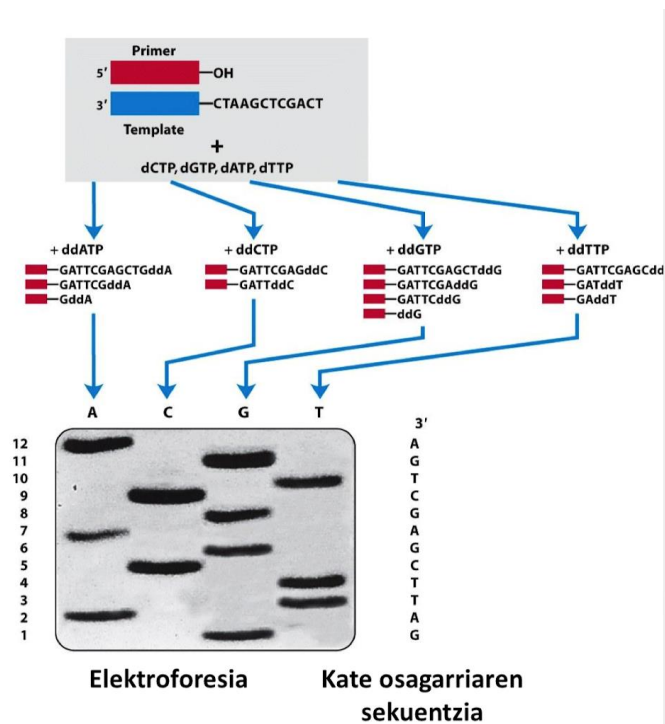 Primer
5′ —OH
3′ —CTAAGCTCGACT
Template
+
dCTP, dGTP, dATP, dTTP
+ ddATP + ddCTP + ddGTP + ddTTP
GATTCGAGCTGddA GATTCGAGddC GATTCGAGCTddG GATTCGAGCdd
GATTCGddA GATTddC GATTCGAddG GATddT
GddA GATTCddG GAddT
ddG
A C G T
3′
12 A
11 G
10 T
9 C
8 G
7 A
6 G
5 C
4 T
3 T
2 A
1 G
Elektroforesia
Kate osagarriaren
sekuentzia